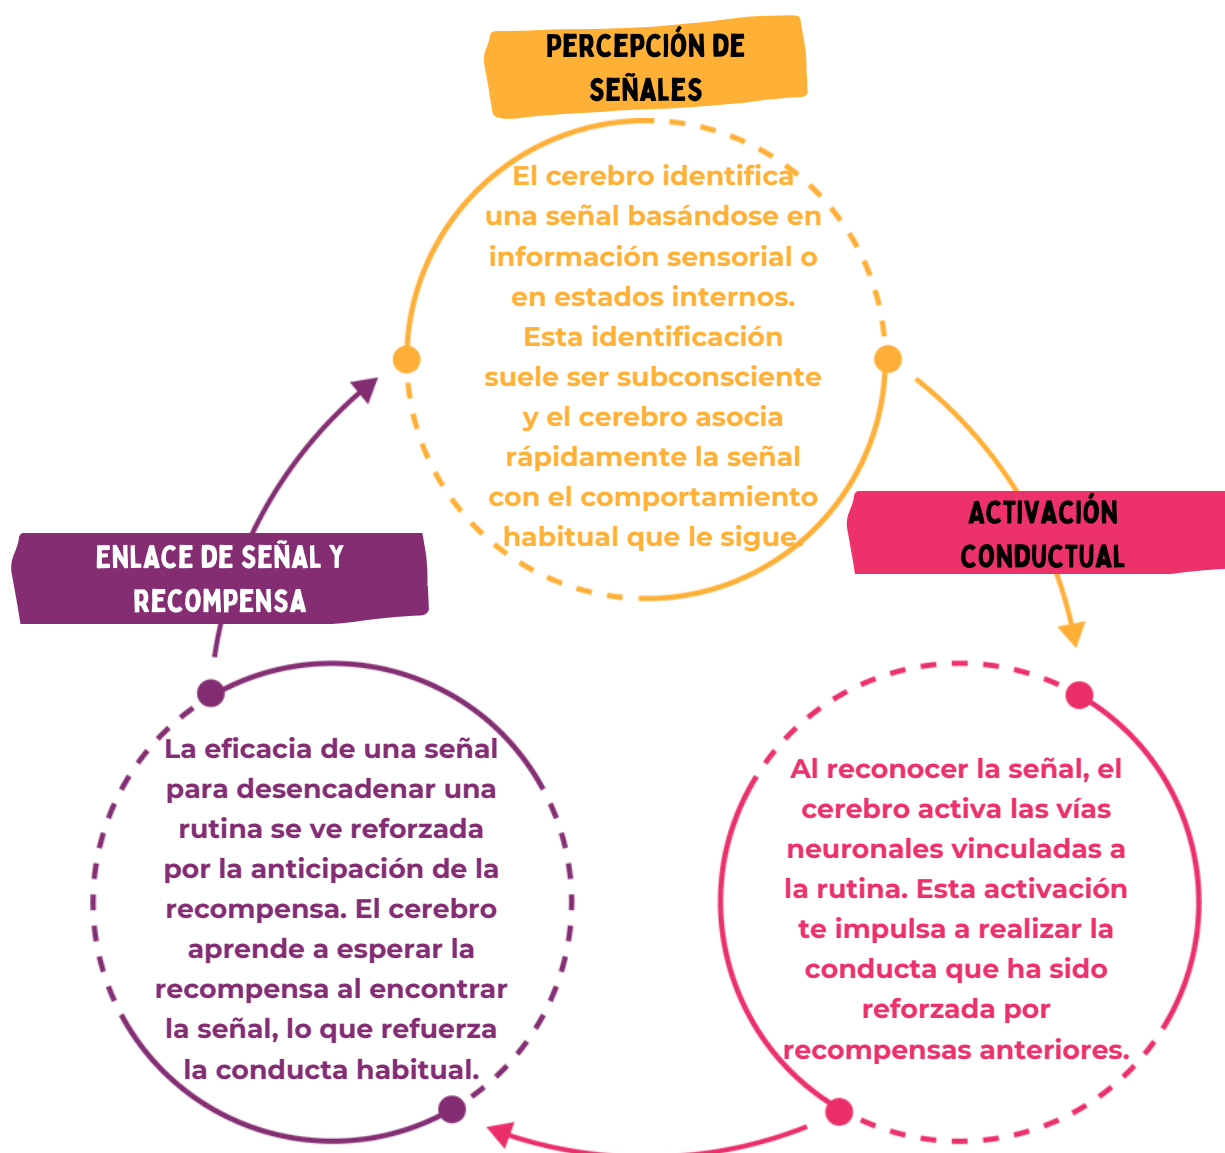 PERCEPCIÓN DE
SEÑALES
El cerebro identifica
una señal basándose en
información sensorial o
en estados internos.
Esta identificación
suele ser subconsciente
y el cerebro asocia
rápidamente la señal
con el comportamiento
habitual que le sigue.
ACTIVACIÓN
CONDUCTUAL
Al reconocer la señal, el
cerebro activa las vías
neuronales vinculadas a
la rutina. Esta activación
te impulsa a realizar la
conducta que ha sido
reforzada por
recompensas anteriores.
ENLACE DE SEÑAL Y
RECOMPENSA
La eficacia de una señal
para desencadenar una
rutina se ve reforzada
por la anticipación de la
recompensa. El cerebro
aprende a esperar la
recompensa al encontrar
la señal, lo que refuerza
la conducta habitual.